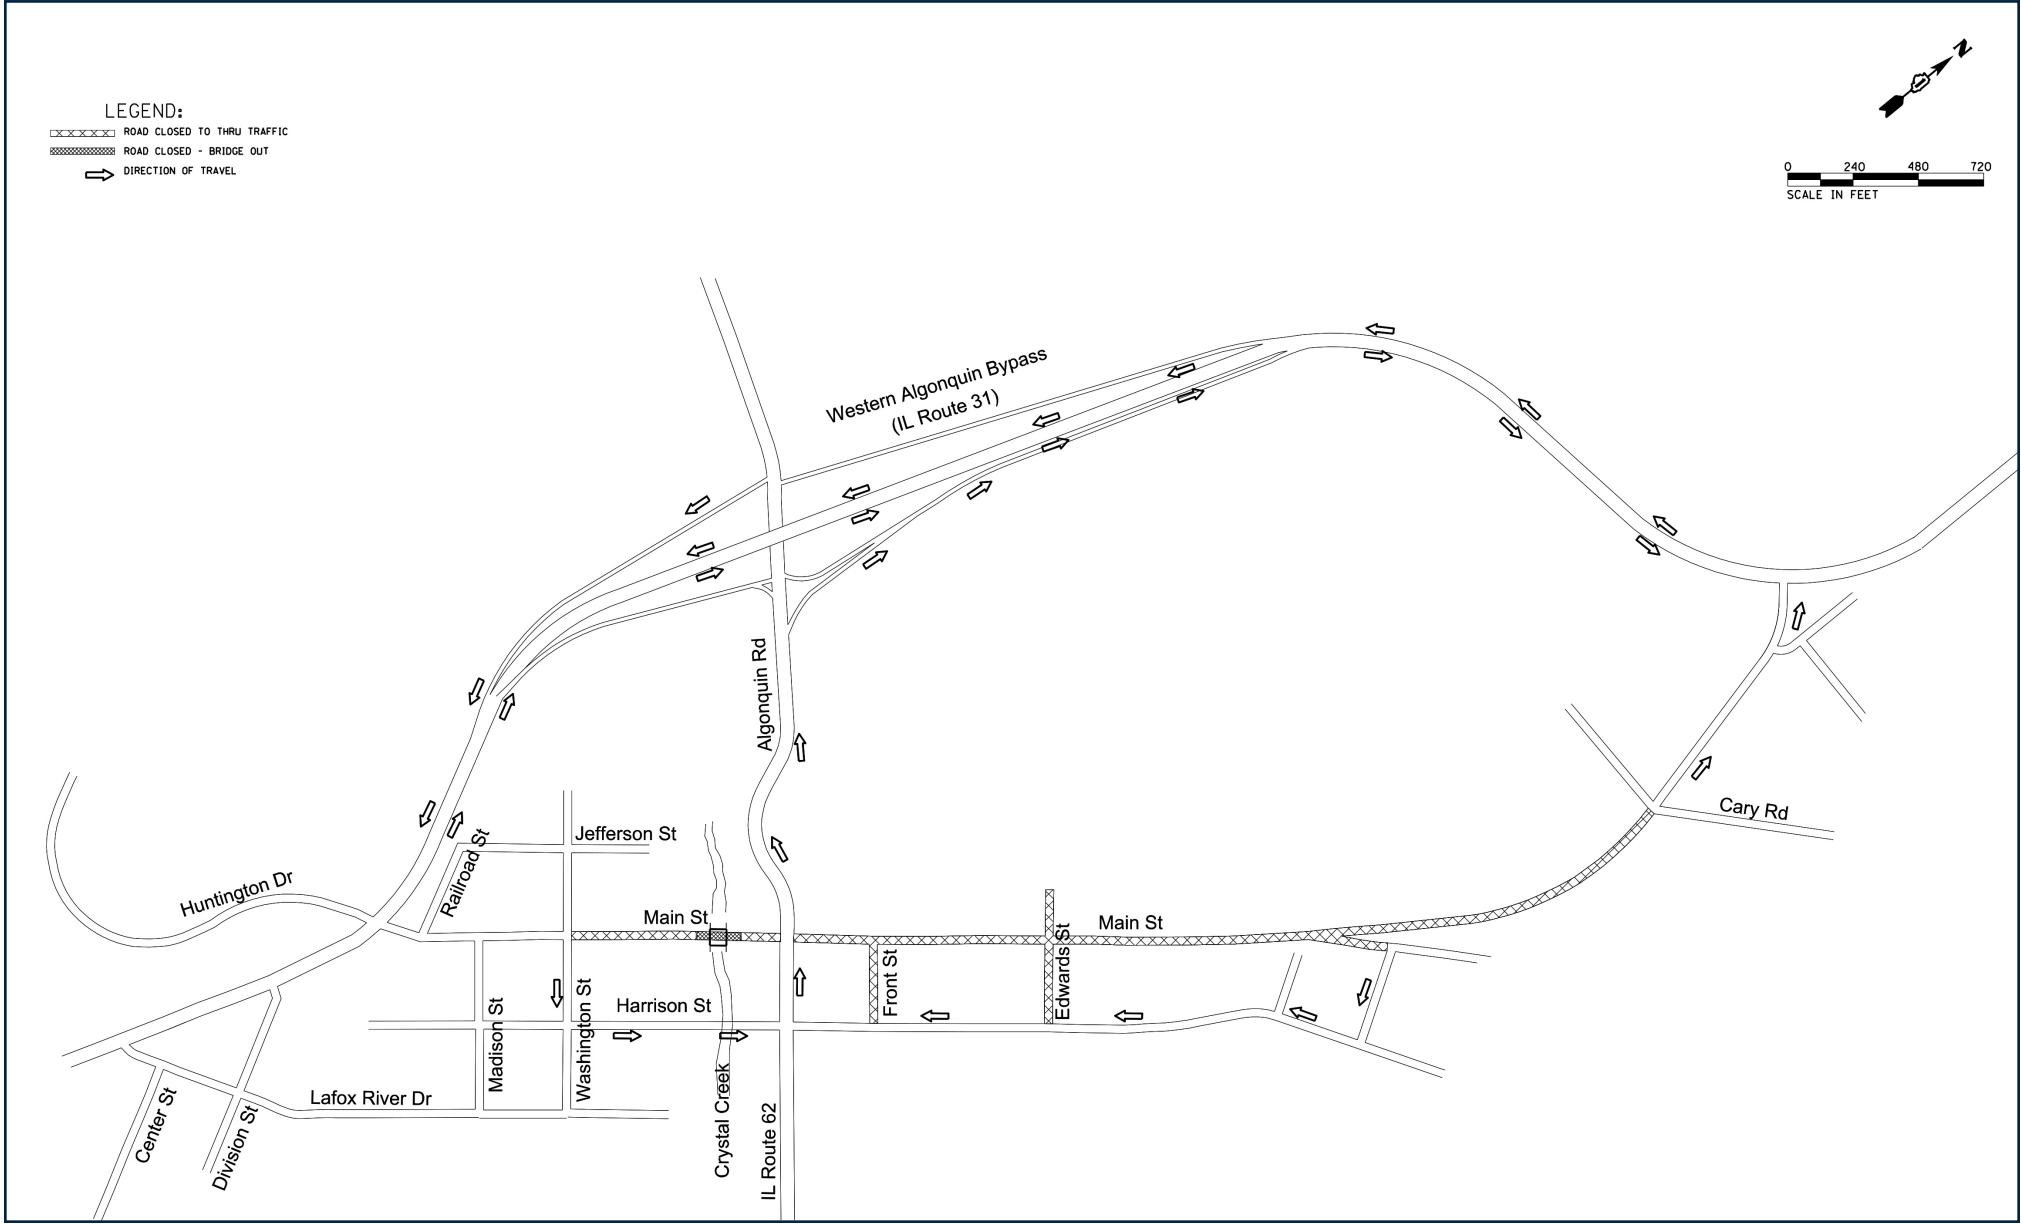 N
LEGEND:
ROAD CLOSED TO THRU TRAFFIC
ROAD CLOSED - BRIDGE OUT
DIRECTION OF TRAVEL
0 240 480 720
SCALE IN FEET
Western Algonquin Bypass
(IL Route 31)
Algonquin Rd
Jefferson St
Railroad St
Huntington Dr
Cary Rd
Main St
Main St
Front St
Edwards St
Harrison St
Madison St
Washington St
Crystal Creek
IL Route 62
Lafox River Dr
Center St
Division St